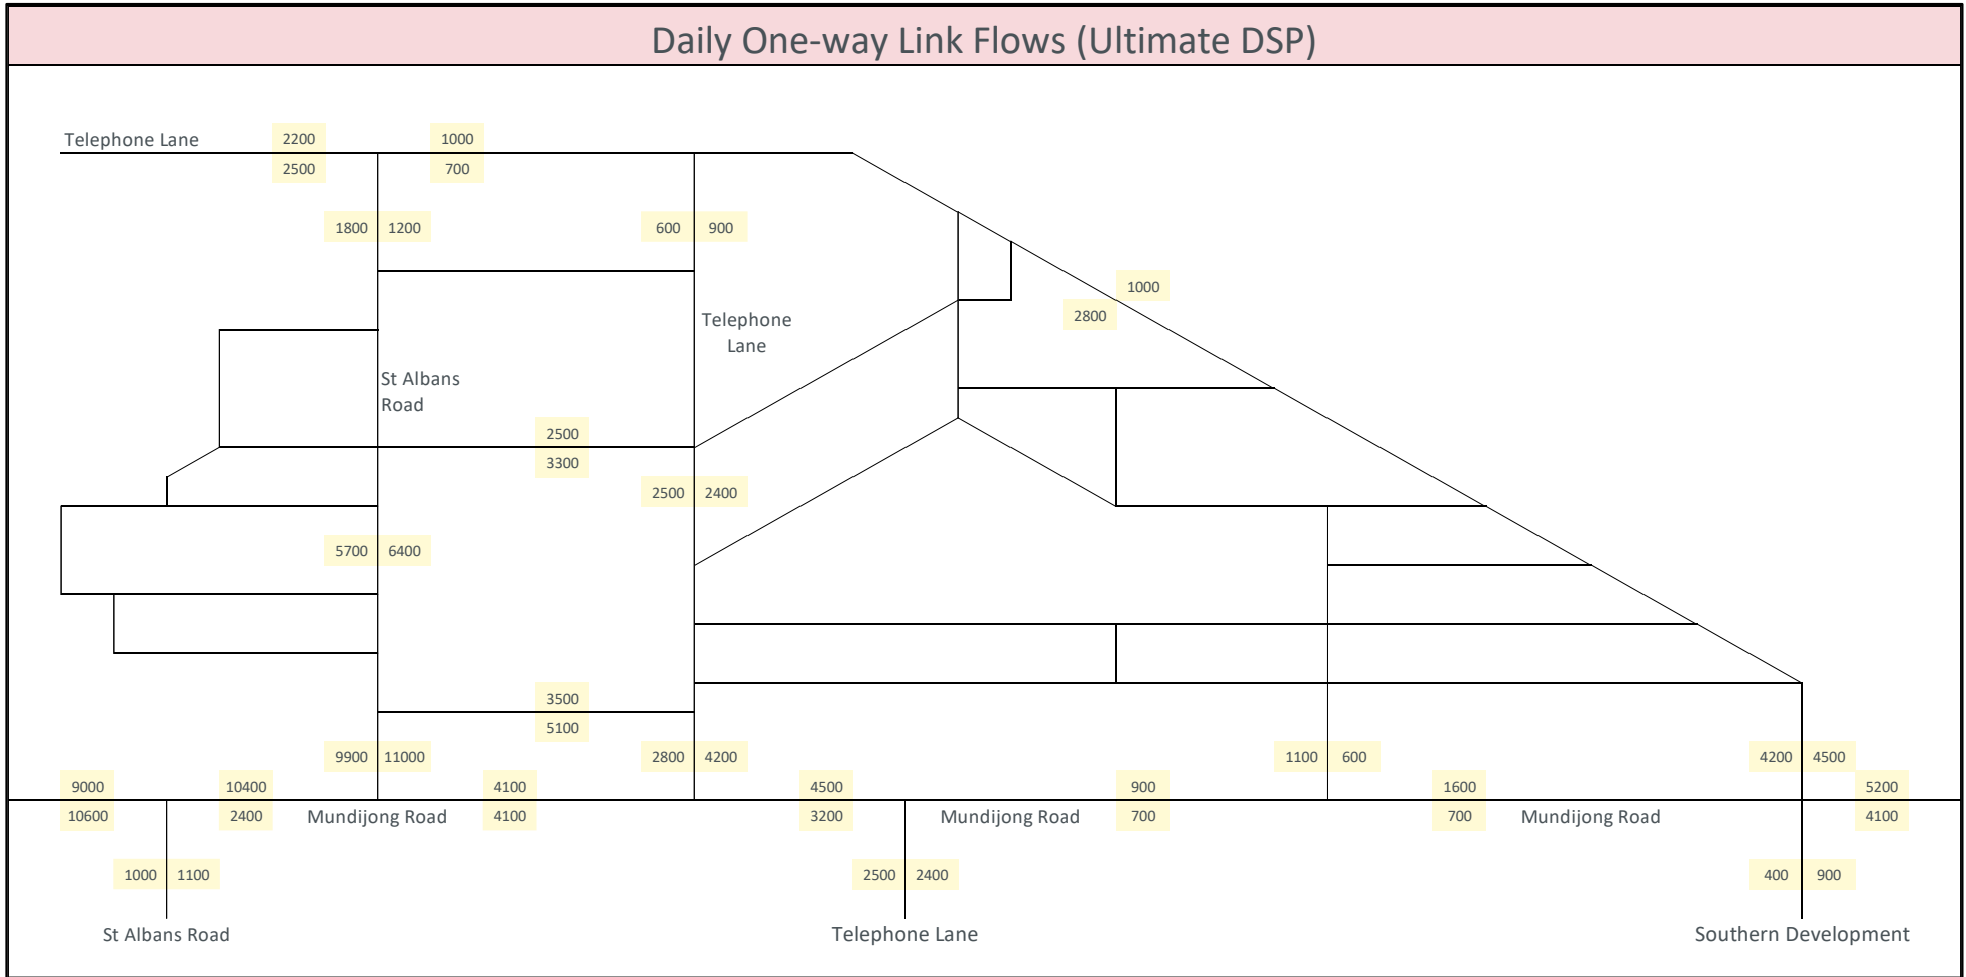 Daily One-way Link Flows (Ultimate DSP)
Telephone Lane 2200 1000
2500 700
1800 1200 600 900
1000
2800
Telephone
Lane
St Albans
Road
2500
3300
2500 2400
5700 6400
3500
5100
9900 11000 2800 4200 1100 600 4200 4500
9000 10400 4100 4500 900 1600 5200
10600 2400 Mundijong Road 4100 3200 Mundijong Road 700 700 Mundijong Road 4100
1000 1100 2500 2400 400 900
St Albans Road Telephone Lane Southern Development